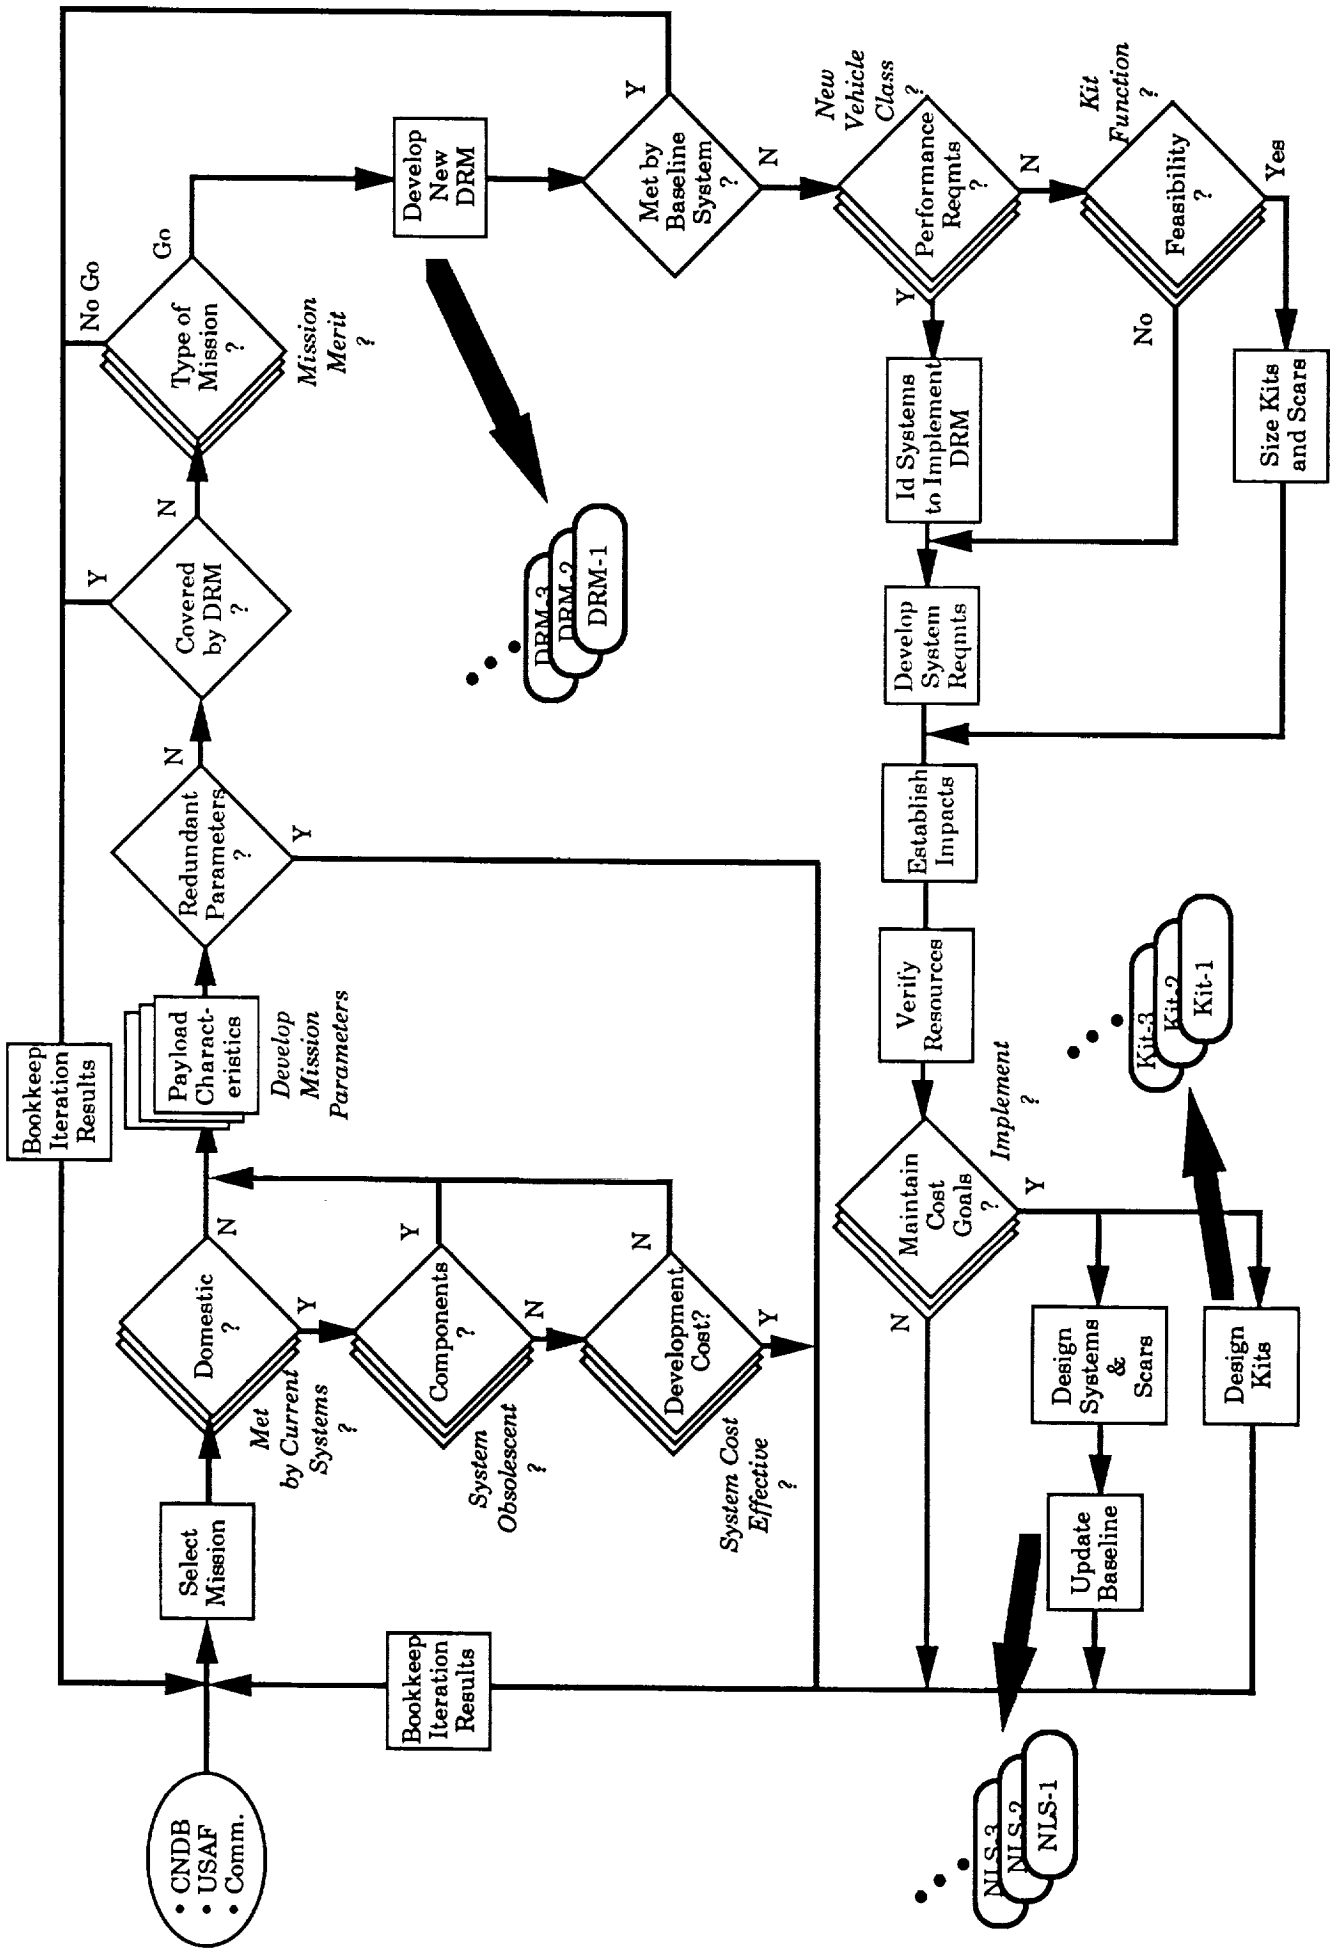 • CNDB
• USAF
• Comm.
Select
Mission
Domestic
?
N
Y
Met
by Current
Systems
?
Components
?
Y
N
System
Obsolescent
?
Development
Cost?
N
Y
System Cost
Effective
?
Bookkeep
Iteration
Results
Payload
Charact-
eristics
Develop
Mission
Parameters
Redundant
Parameters
?
N
Y
Covered
by DRM
?
Y
N
Type of
Mission
?
No Go
Go
Mission
Merit
?
Develop
New
DRM
DRM-3
DRM-2
DRM-1
Met by
Baseline
System
?
Y
N
New
Vehicle
Class
?
Performance
Reqmts
?
Y
N
Kit
Function
?
Feasibility
?
No
Yes
Size Kits
and Scars
Id Systems
to Implement
DRM
Develop
System
Reqmts
Establish
Impacts
Verify
Resources
Maintain
Cost
Goals
?
Implement
?
N
Y
Design
Systems
&
Scars
Design
Kits
Kit-3
Kit-2
Kit-1
Update
Baseline
NLS-3
NLS-2
NLS-1
Bookkeep
Iteration
Results